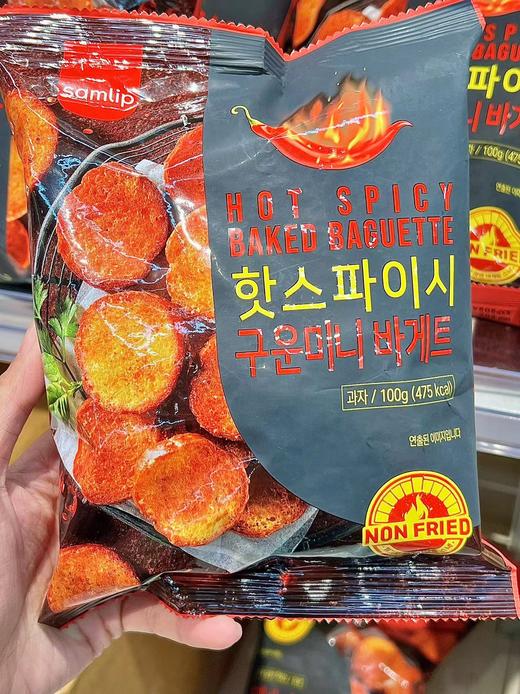 samlip
HOT SPICY
BAKED BAGUETTE
핫스파이시
구운미니 바게트
과자 / 100g (475 kcal)
연출된 이미지입니다
NON FRIED